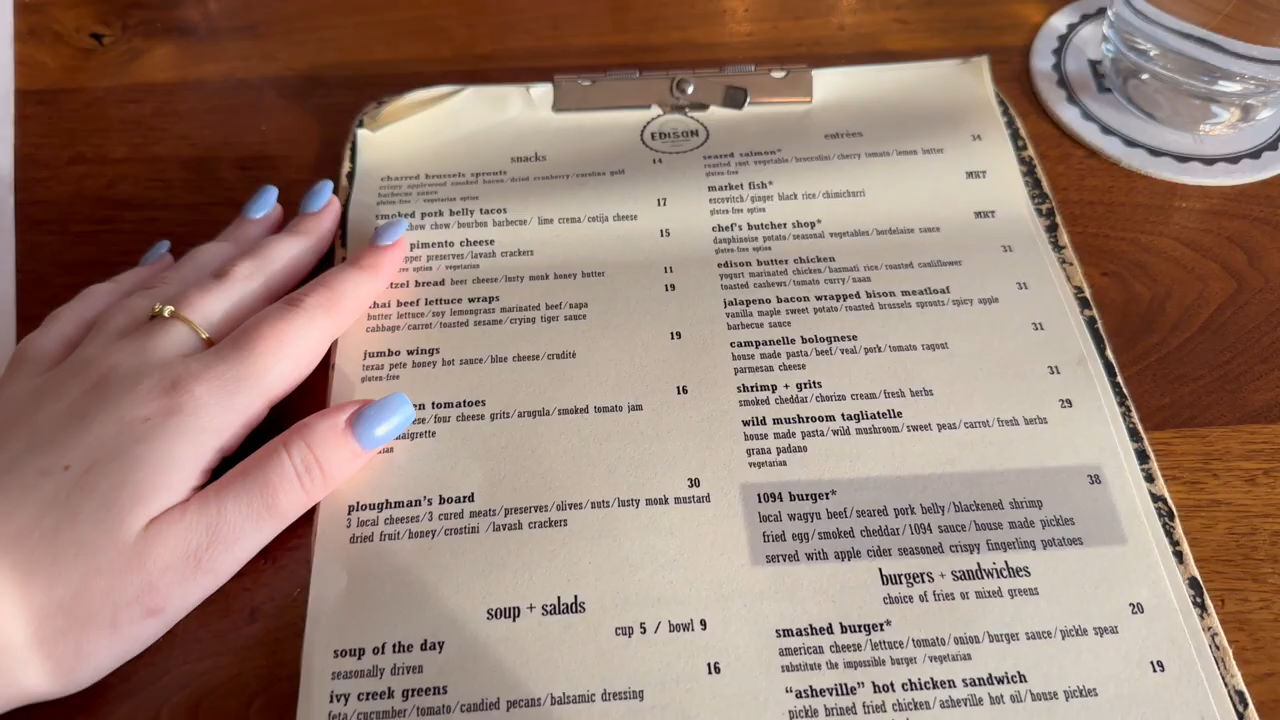 EDISON
snacks
charred brussels sprouts 14
crispy applewood smoked bacon/dried cranberry/carolina gold
barbecue sauce
gluten-free / vegetarian option
smoked pork belly tacos 17
chow chow/bourbon barbecue/ lime crema/cotija cheese
pimento cheese 15
pper preserves/lavash crackers
ree option / vegetarian
tzel bread beer cheese/lusty monk honey butter 11
thai beef lettuce wraps 19
butter lettuce/soy lemongrass marinated beef/napa
cabbage/carrot/toasted sesame/crying tiger sauce
jumbo wings 19
texas pete honey hot sauce/blue cheese/crudité
gluten-free
en tomatoes 16
ese/four cheese grits/arugula/smoked tomato jam
aigrette
ian
ploughman's board 30
3 local cheeses/3 cured meats/preserves/olives/nuts/lusty monk mustard
dried fruit/honey/crostini /lavash crackers
soup + salads
soup of the day cup 5 / bowl 9
seasonally driven
ivy creek greens 16
feta/cucumber/tomato/candied pecans/balsamic dressing
entrées
seared salmon* 34
roasted root vegetable/broccolini/cherry tomato/lemon butter
gluten-free
market fish* MKT
escovitch/ginger black rice/chimichurri
gluten-free option
chef's butcher shop* MKT
dauphinoise potato/seasonal vegetables/bordelaise sauce
gluten-free option
edison butter chicken 31
yogurt marinated chicken/basmati rice/roasted cauliflower
toasted cashews/tomato curry/naan
jalapeno bacon wrapped bison meatloaf 31
vanilla maple sweet potato/roasted brussels sprouts/spicy apple
barbecue sauce
campanelle bolognese 31
house made pasta/beef/veal/pork/tomato ragout
parmesan cheese
shrimp + grits 31
smoked cheddar/chorizo cream/fresh herbs
wild mushroom tagliatelle 29
house made pasta/wild mushroom/sweet peas/carrot/fresh herbs
grana padano
vegetarian
1094 burger* 38
local wagyu beef/seared pork belly/blackened shrimp
fried egg/smoked cheddar/1094 sauce/house made pickles
served with apple cider seasoned crispy fingerling potatoes
burgers + sandwiches
choice of fries or mixed greens
smashed burger* 20
american cheese/lettuce/tomato/onion/burger sauce/pickle spear
substitute the impossible burger /vegetarian
"asheville" hot chicken sandwich 19
pickle brined fried chicken/asheville hot oil/house pickles